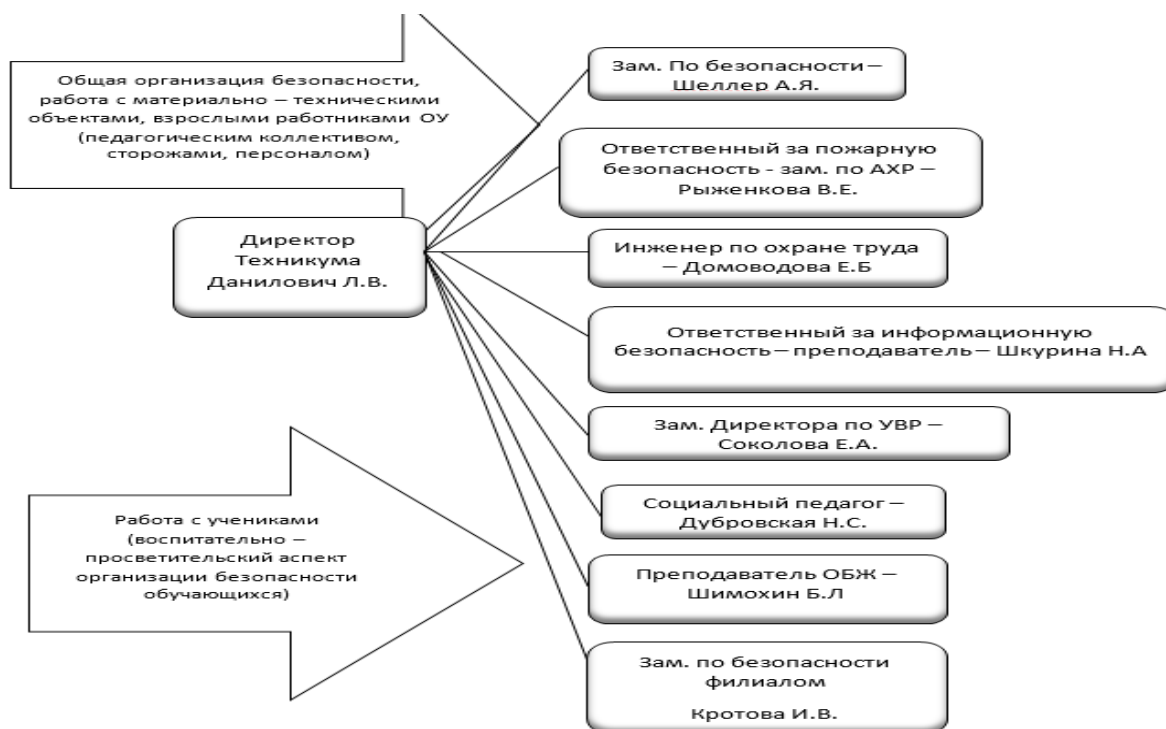 Общая организация безопасности,
работа с материально – техническими
объектами, взрослыми работниками ОУ
(педагогическим коллективом,
сторожами, персоналом)
Директор
Техникума
Данилович Л.В.
Зам. По безопасности –
Шеллер А.Я.
Ответственный за пожарную
безопасность - зам. по АХР –
Рыженкова В.Е.
Инженер по охране труда
– Домоводова Е.Б
Ответственный за информационную
безопасность – преподаватель – Шкурина Н.А
Зам. Директора по УВР –
Соколова Е.А.
Социальный педагог –
Дубровская Н.С.
Преподаватель ОБЖ –
Шимохин Б.Л
Зам. по безопасности
филиалом
Кротова И.В.
Работа с учениками
(воспитательно –
просветительский аспект
организации безопасности
обучающихся)